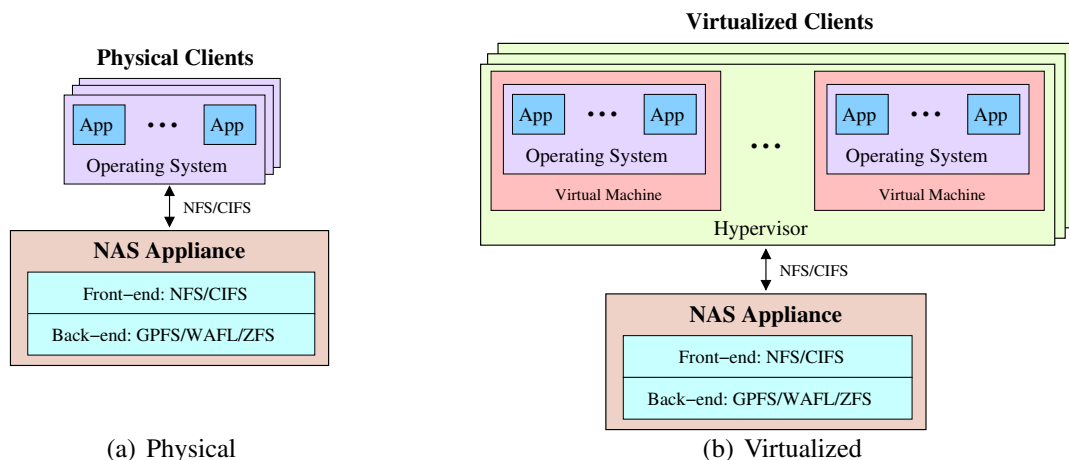 Physical Clients
App ••• App
Operating System
NFS/CIFS
NAS Appliance
Front−end: NFS/CIFS
Back−end: GPFS/WAFL/ZFS
(a) Physical
Virtualized Clients
App ••• App
Operating System
Virtual Machine
•••
App ••• App
Operating System
Virtual Machine
Hypervisor
NFS/CIFS
NAS Appliance
Front−end: NFS/CIFS
Back−end: GPFS/WAFL/ZFS
(b) Virtualized